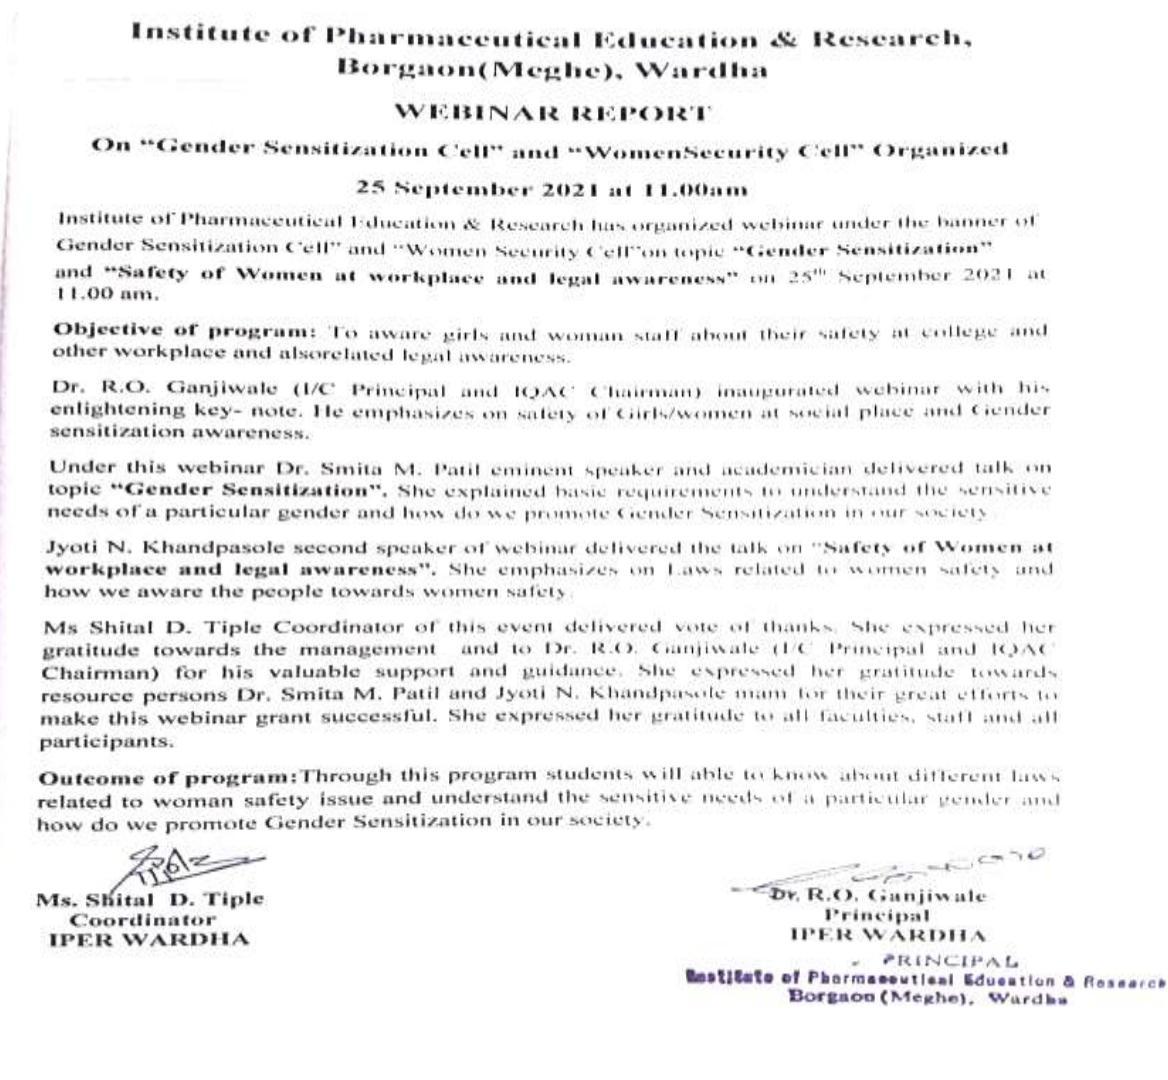 Institute of Pharmaceutical Education & Research,
Borgaon(Meghe), Wardha
WEBINAR REPORT
On “Gender Sensitization Cell” and “WomenSecurity Cell” Organized
25 September 2021 at 11.00am
Institute of Pharmaceutical Education & Research has organized webinar under the banner of
Gender Sensitization Cell” and “Women Security Cell”on topic “Gender Sensitization”
and “Safety of Women at workplace and legal awareness” on 25th September 2021 at
11.00 am.
Objective of program: To aware girls and woman staff about their safety at college and
other workplace and alsorelated legal awareness.
Dr. R.O. Ganjiwale (I/C Principal and IQAC Chairman) inaugurated webinar with his
enlightening key- note. He emphasizes on safety of Girls/women at social place and Gender
sensitization awareness.
Under this webinar Dr. Smita M. Patil eminent speaker and academician delivered talk on
topic “Gender Sensitization”. She explained basic requirements to understand the sensitive
needs of a particular gender and how do we promote Gender Sensitization in our society.
Jyoti N. Khandpasole second speaker of webinar delivered the talk on “Safety of Women at
workplace and legal awareness”. She emphasizes on Laws related to women safety and
how we aware the people towards women safety.
Ms Shital D. Tiple Coordinator of this event delivered vote of thanks. She expressed her
gratitude towards the management and to Dr. R.O. Ganjiwale (I/C Principal and IQAC
Chairman) for his valuable support and guidance. She expressed her gratitude towards
resource persons Dr. Smita M. Patil and Jyoti N. Khandpasole mam for their great efforts to
make this webinar grant successful. She expressed her gratitude to all faculties, staff and all
participants.
Outcome of program:Through this program students will able to know about different laws
related to woman safety issue and understand the sensitive needs of a particular gender and
how do we promote Gender Sensitization in our society.
Ms. Shital D. Tiple
Coordinator
IPER WARDHA
Dr. R.O. Ganjiwale
Principal
IPER WARDHA
PRINCIPAL
Institute of Pharmaceutical Education & Research
Borgaon (Meghe), Wardha